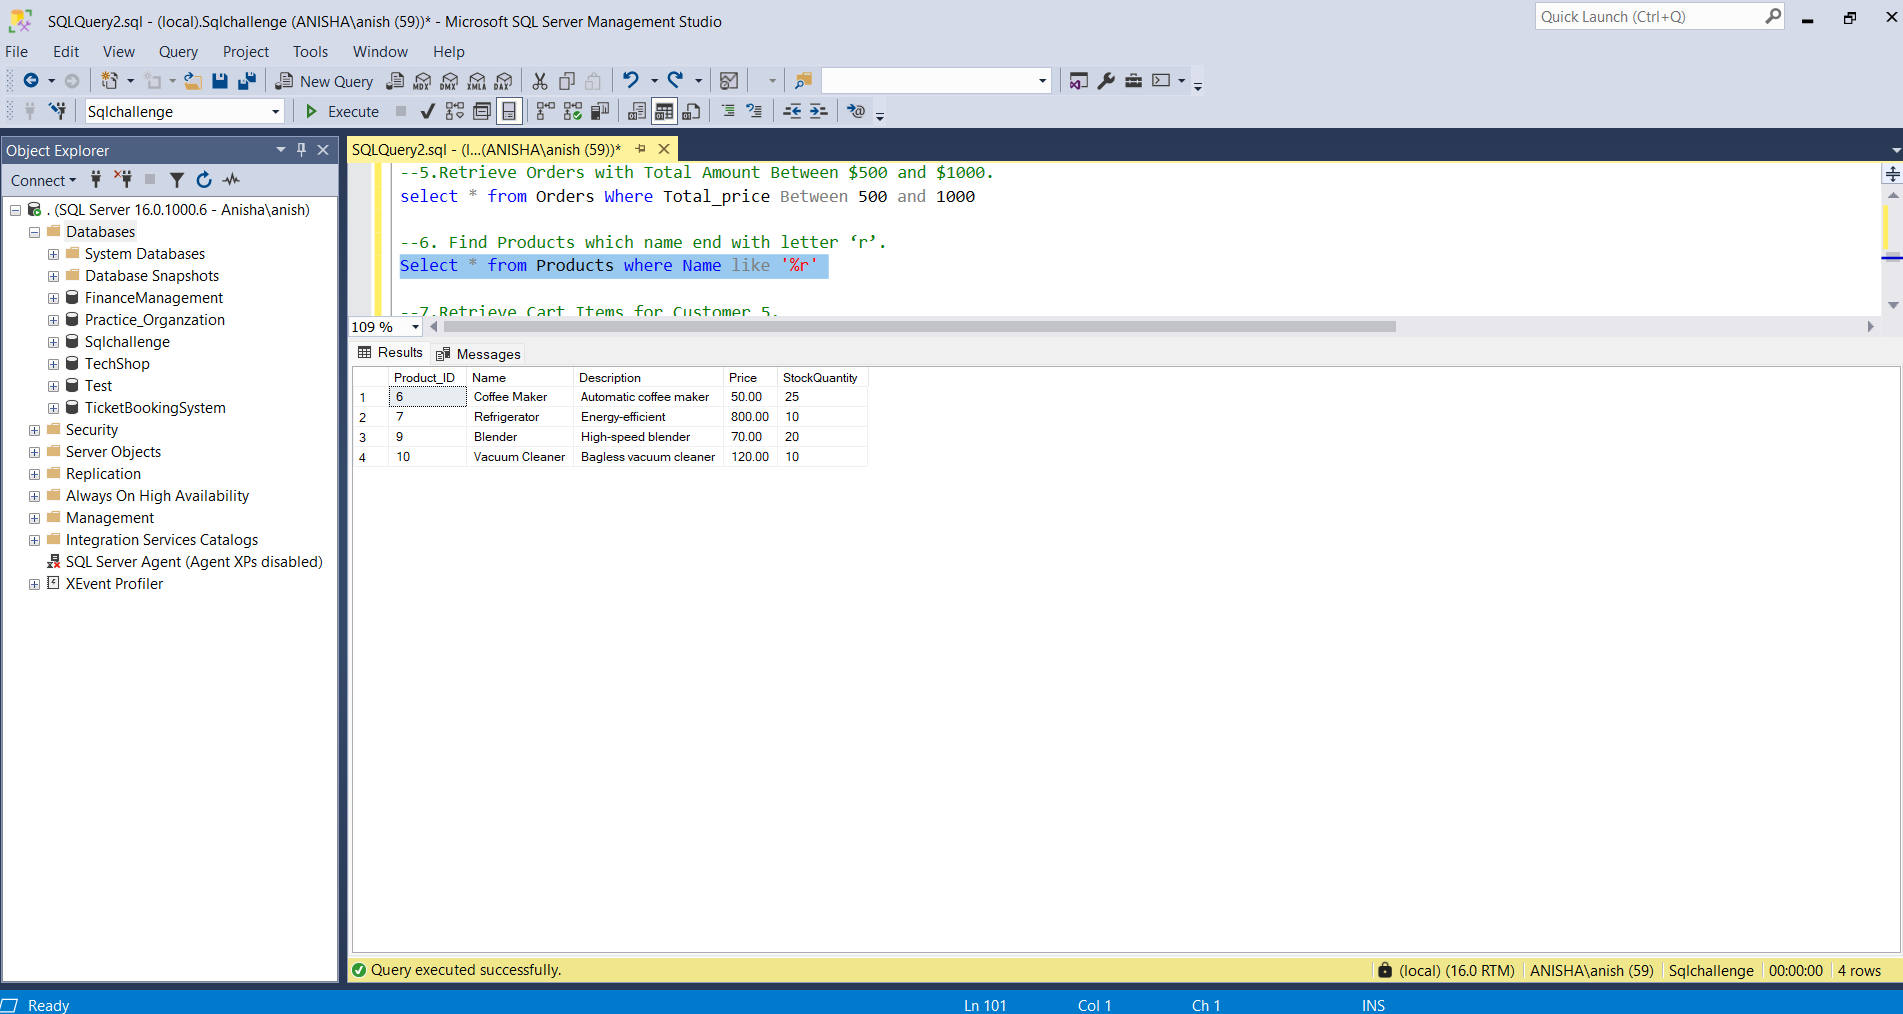 SQLQuery2.sql - (local).Sqlchallenge (ANISHA\anish (59))* - Microsoft SQL Server Management Studio
Quick Launch (Ctrl+Q)
File Edit View Query Project Tools Window Help
New Query MDX DMX XMLA DAX
Sqlchallenge Execute
Object Explorer
Connect
. (SQL Server 16.0.1000.6 - Anisha\anish)
Databases
System Databases
Database Snapshots
FinanceManagement
Practice_Organzation
Sqlchallenge
TechShop
Test
TicketBookingSystem
Security
Server Objects
Replication
Always On High Availability
Management
Integration Services Catalogs
SQL Server Agent (Agent XPs disabled)
XEvent Profiler
SQLQuery2.sql - (l...(ANISHA\anish (59))*
--5.Retrieve Orders with Total Amount Between $500 and $1000.
select * from Orders Where Total_price Between 500 and 1000
--6. Find Products which name end with letter ‘r’.
Select * from Products where Name like '%r'
--7.Retrieve Cart Items for Customer 5.
109 %
Results Messages
Product_ID Name Description Price StockQuantity
1 6 Coffee Maker Automatic coffee maker 50.00 25
2 7 Refrigerator Energy-efficient 800.00 10
3 9 Blender High-speed blender 70.00 20
4 10 Vacuum Cleaner Bagless vacuum cleaner 120.00 10
Query executed successfully.
(local) (16.0 RTM) ANISHA\anish (59) Sqlchallenge 00:00:00 4 rows
Ready Ln 101 Col 1 Ch 1 INS